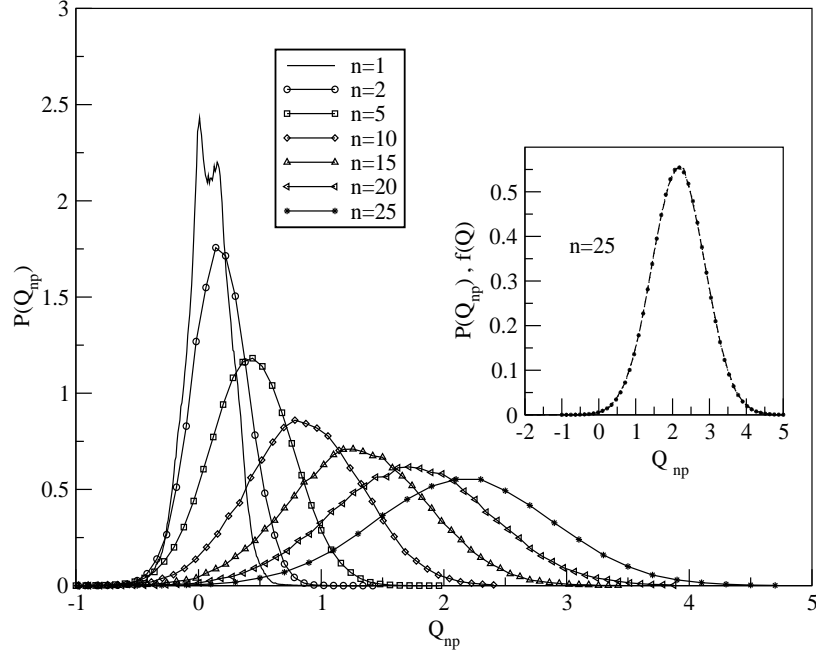 3
2.5
2
1.5
1
0.5
0
P(Q_np)
n=1
n=2
n=5
n=10
n=15
n=20
n=25
-1 0 1 2 3 4 5
Q_np
0.5
0.4
0.3
0.2
0.1
0
P(Q_np) , f(Q)
n=25
-2 -1 0 1 2 3 4 5
Q_np